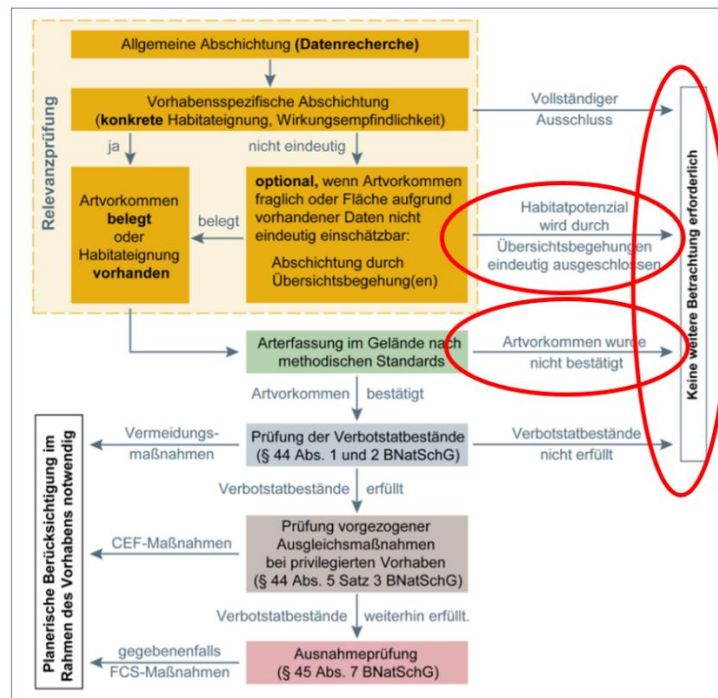 Allgemeine Abschichtung (Datenrecherche)
Relevanzprüfung
Vorhabensspezifische Abschichtung
(konkrete Habitateignung, Wirkungsempfindlichkeit)
Vollständiger
Ausschluss
ja
nicht eindeutig
Artvorkommen
belegt
oder
Habitateignung
vorhanden
belegt
optional, wenn Artvorkommen
fraglich oder Fläche aufgrund
vorhandener Daten nicht
eindeutig einschätzbar:
Abschichtung durch
Übersichtsbegehung(en)
Habitatpotenzial
wird durch
Übersichtsbegehungen
eindeutig ausgeschlossen
Keine weitere Betrachtung erforderlich
Arterfassung im Gelände nach
methodischen Standards
Artvorkommen wurde
nicht bestätigt
Artvorkommen bestätigt
Vermeidungs-
maßnahmen
Prüfung der Verbotstatbestände
(§ 44 Abs. 1 und 2 BNatSchG)
Verbotstatbestände
nicht erfüllt
Verbotstatbestände erfüllt
Planerische Berücksichtigung im
Rahmen des Vorhabens notwendig
CEF-Maßnahmen
Prüfung vorgezogener
Ausgleichsmaßnahmen
bei privilegierten Vorhaben
(§ 44 Abs. 5 Satz 3 BNatSchG)
Verbotstatbestände weiterhin erfüllt.
gegebenenfalls
FCS-Maßnahmen
Ausnahmeprüfung
(§ 45 Abs. 7 BNatSchG)